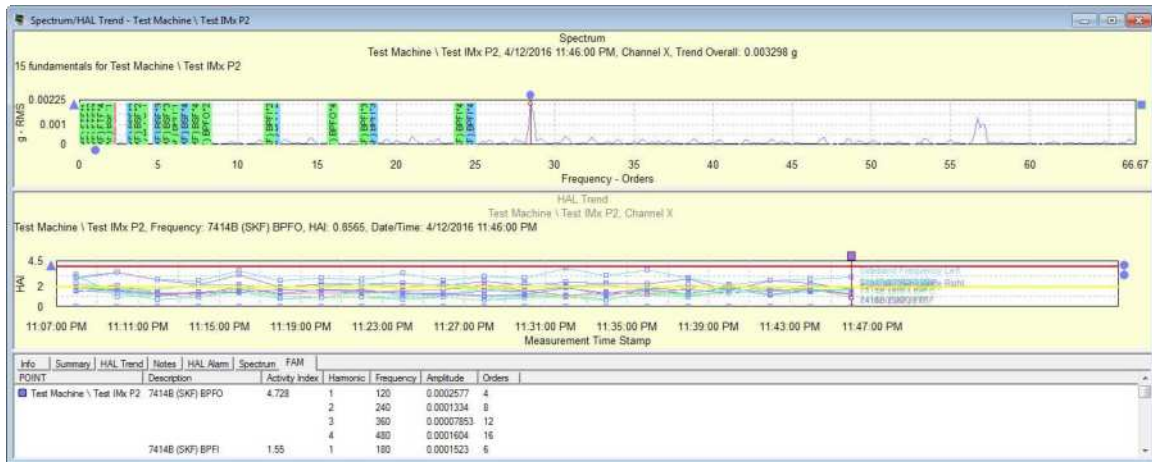 Spectrum/HAL Trend - Test Machine \ Test IMx P2
Spectrum
Test Machine \ Test IMx P2, 4/12/2016 11:46:00 PM, Channel X, Trend Overall: 0.003298 g
15 fundamentals for Test Machine \ Test IMx P2
g - RMS
0.00225
0.001
0
0 5 10 15 20 25 30 35 40 45 50 55 60 66.67
Frequency - Orders
HAL Trend
Test Machine \ Test IMx P2, Channel X
Test Machine \ Test IMx P2, Frequency: 7414B (SKF) BPFO, HAI: 0.8565, Date/Time: 4/12/2016 11:46:00 PM
HAI
4.5
2
0
11:07:00 PM 11:11:00 PM 11:15:00 PM 11:19:00 PM 11:23:00 PM 11:27:00 PM 11:31:00 PM 11:35:00 PM 11:39:00 PM 11:43:00 PM 11:47:00 PM
Measurement Time Stamp
Info Summary HAL Trend Notes HAL Alarm Spectrum FAM
POINT Description Activity Index Harmonic Frequency Amplitude Orders
Test Machine \ Test IMx P2 7414B (SKF) BPFO 4.728 1 120 0.0002577 4
2 240 0.0001334 8
3 360 0.00007853 12
4 480 0.0001604 16
7414B (SKF) BPFI 1.55 1 180 0.0001523 6